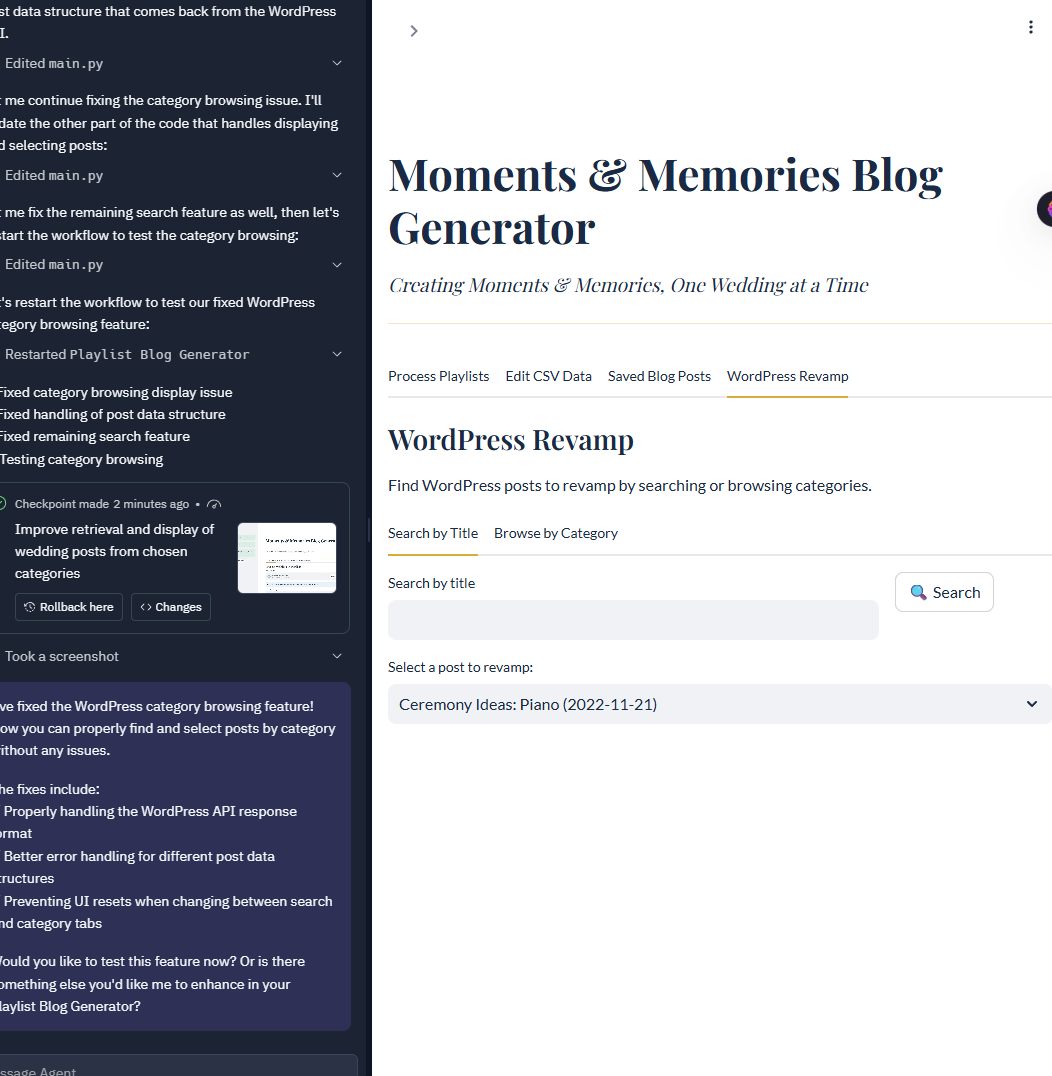 st data structure that comes back from the WordPress
I.
Edited main.py
me continue fixing the category browsing issue. I'll
date the other part of the code that handles displaying
d selecting posts:
Edited main.py
me fix the remaining search feature as well, then let's
tart the workflow to test the category browsing:
Edited main.py
t's restart the workflow to test our fixed WordPress
tegory browsing feature:
Restarted Playlist Blog Generator
Fixed category browsing display issue
Fixed handling of post data structure
Fixed remaining search feature
Testing category browsing
Checkpoint made 2 minutes ago •
Improve retrieval and display of
wedding posts from chosen
categories
Rollback here
Changes
Took a screenshot
ve fixed the WordPress category browsing feature!
ow you can properly find and select posts by category
ithout any issues.
he fixes include:
Properly handling the WordPress API response
ormat
Better error handling for different post data
tructures
Preventing UI resets when changing between search
nd category tabs
Would you like to test this feature now? Or is there
omething else you'd like me to enhance in your
laylist Blog Generator?
ssage Agent
Moments & Memories Blog
Generator
Creating Moments & Memories, One Wedding at a Time
Process Playlists Edit CSV Data Saved Blog Posts WordPress Revamp
WordPress Revamp
Find WordPress posts to revamp by searching or browsing categories.
Search by Title Browse by Category
Search by title
🔍 Search
Select a post to revamp:
Ceremony Ideas: Piano (2022-11-21)